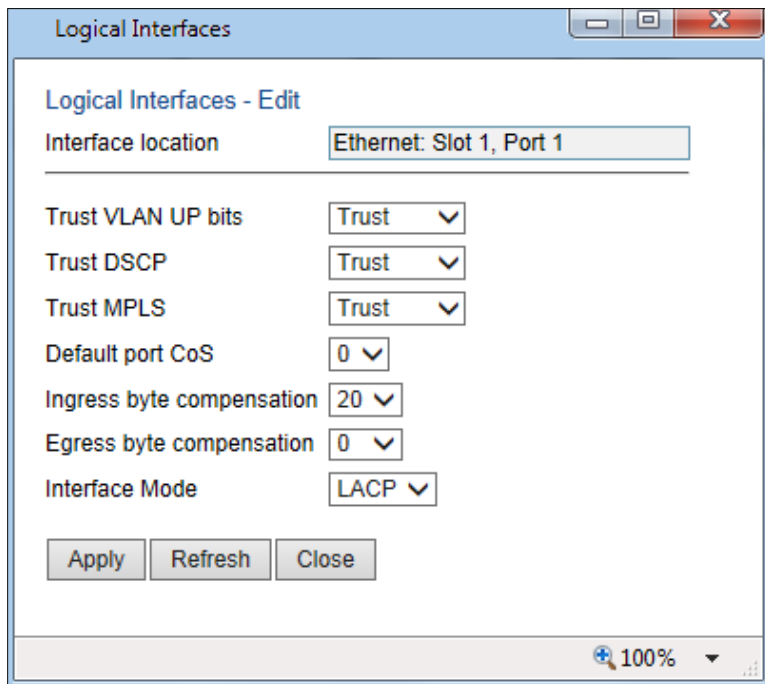 Logical Interfaces
Logical Interfaces - Edit
Interface location Ethernet: Slot 1, Port 1
Trust VLAN UP bits Trust
Trust DSCP Trust
Trust MPLS Trust
Default port CoS 0
Ingress byte compensation 20
Egress byte compensation 0
Interface Mode LACP
Apply Refresh Close
100%